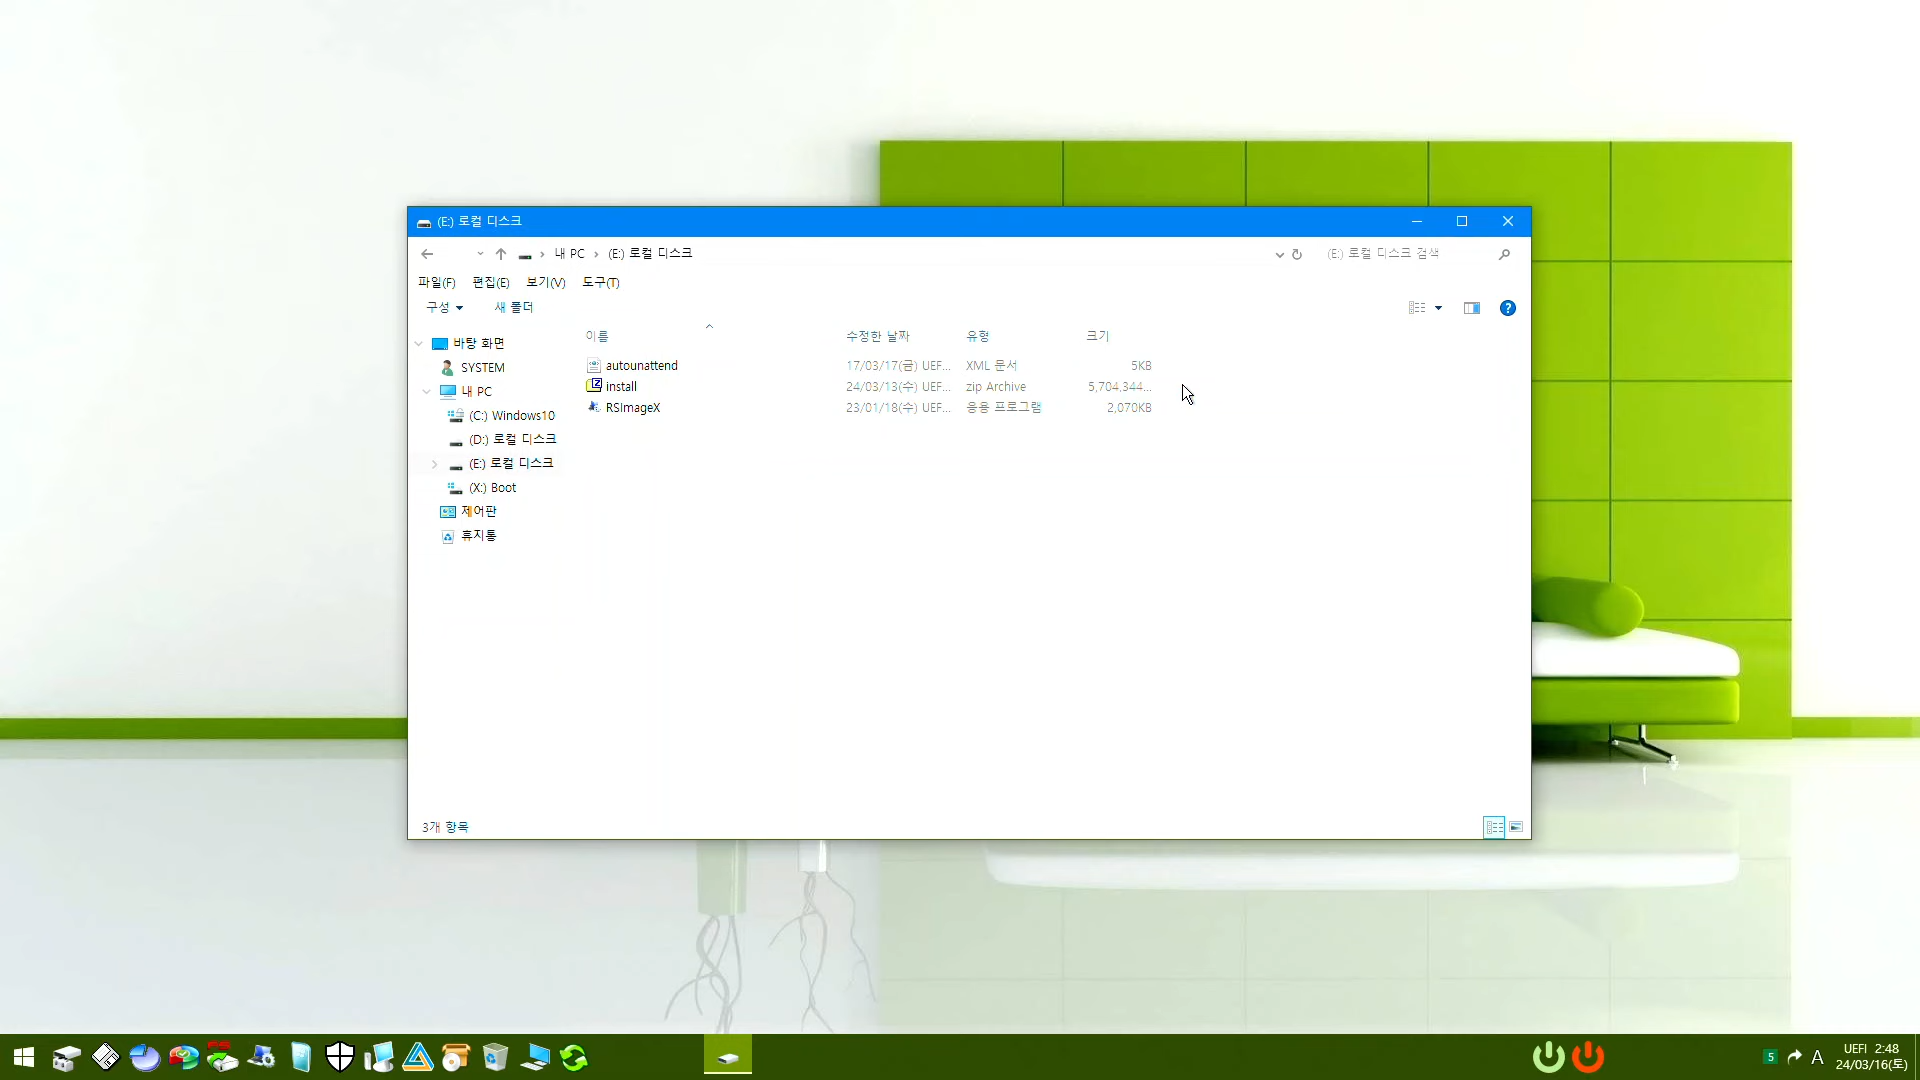 (E:) 로컬 디스크
내 PC
(E:) 로컬 디스크
(E:) 로컬 디스크 검색
파일(F) 편집(E) 보기(V) 도구(T)
구성 새 폴더
이름 수정한 날짜 유형 크기
autounattend 17/03/17(금) UEF... XML 문서 5KB
install 24/03/13(수) UEF... zip Archive 5,704,344...
RSImageX 23/01/18(수) UEF... 응용 프로그램 2,070KB
바탕 화면
SYSTEM
내 PC
(C:) Windows10
(D:) 로컬 디스크
(E:) 로컬 디스크
(X:) Boot
제어판
휴지통
3개 항목
5 A UEFI 2:48
24/03/16(토)